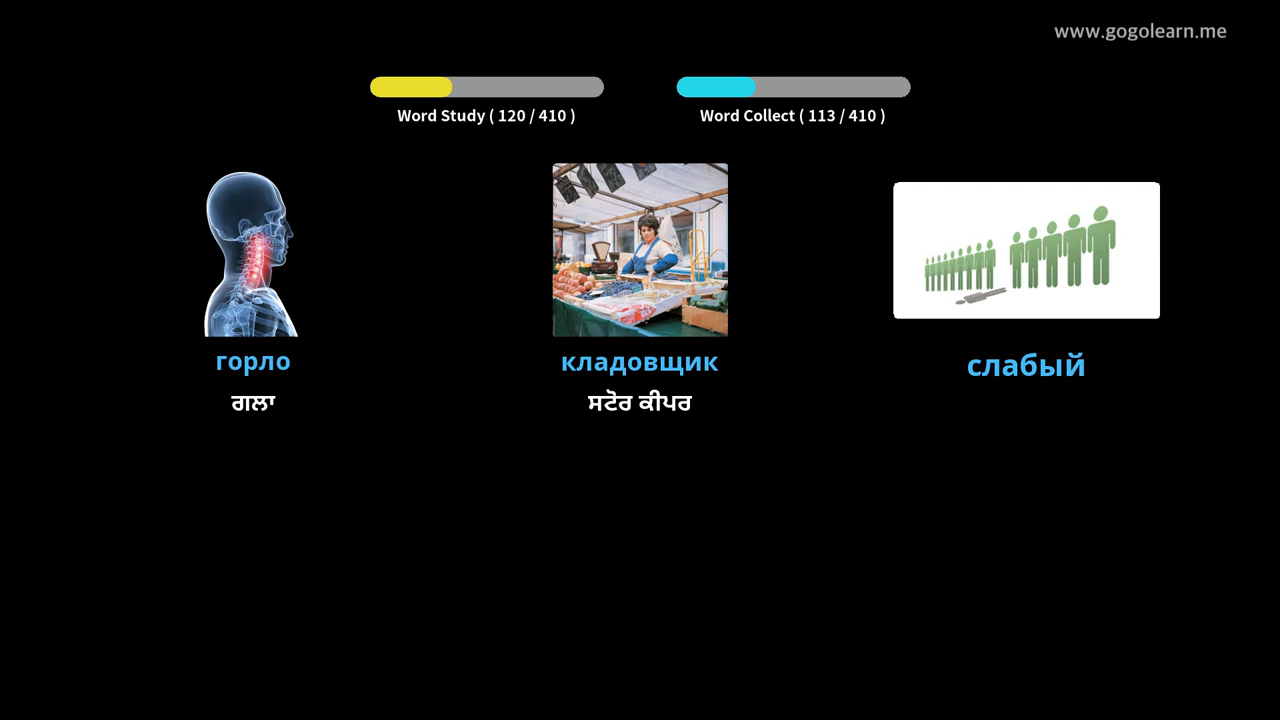 www.gogolearn.me
Word Study ( 120 / 410 )
Word Collect ( 113 / 410 )
горло
ਗਲਾ
кладовщик
ਸਟੋਰ ਕੀਪਰ
слабый